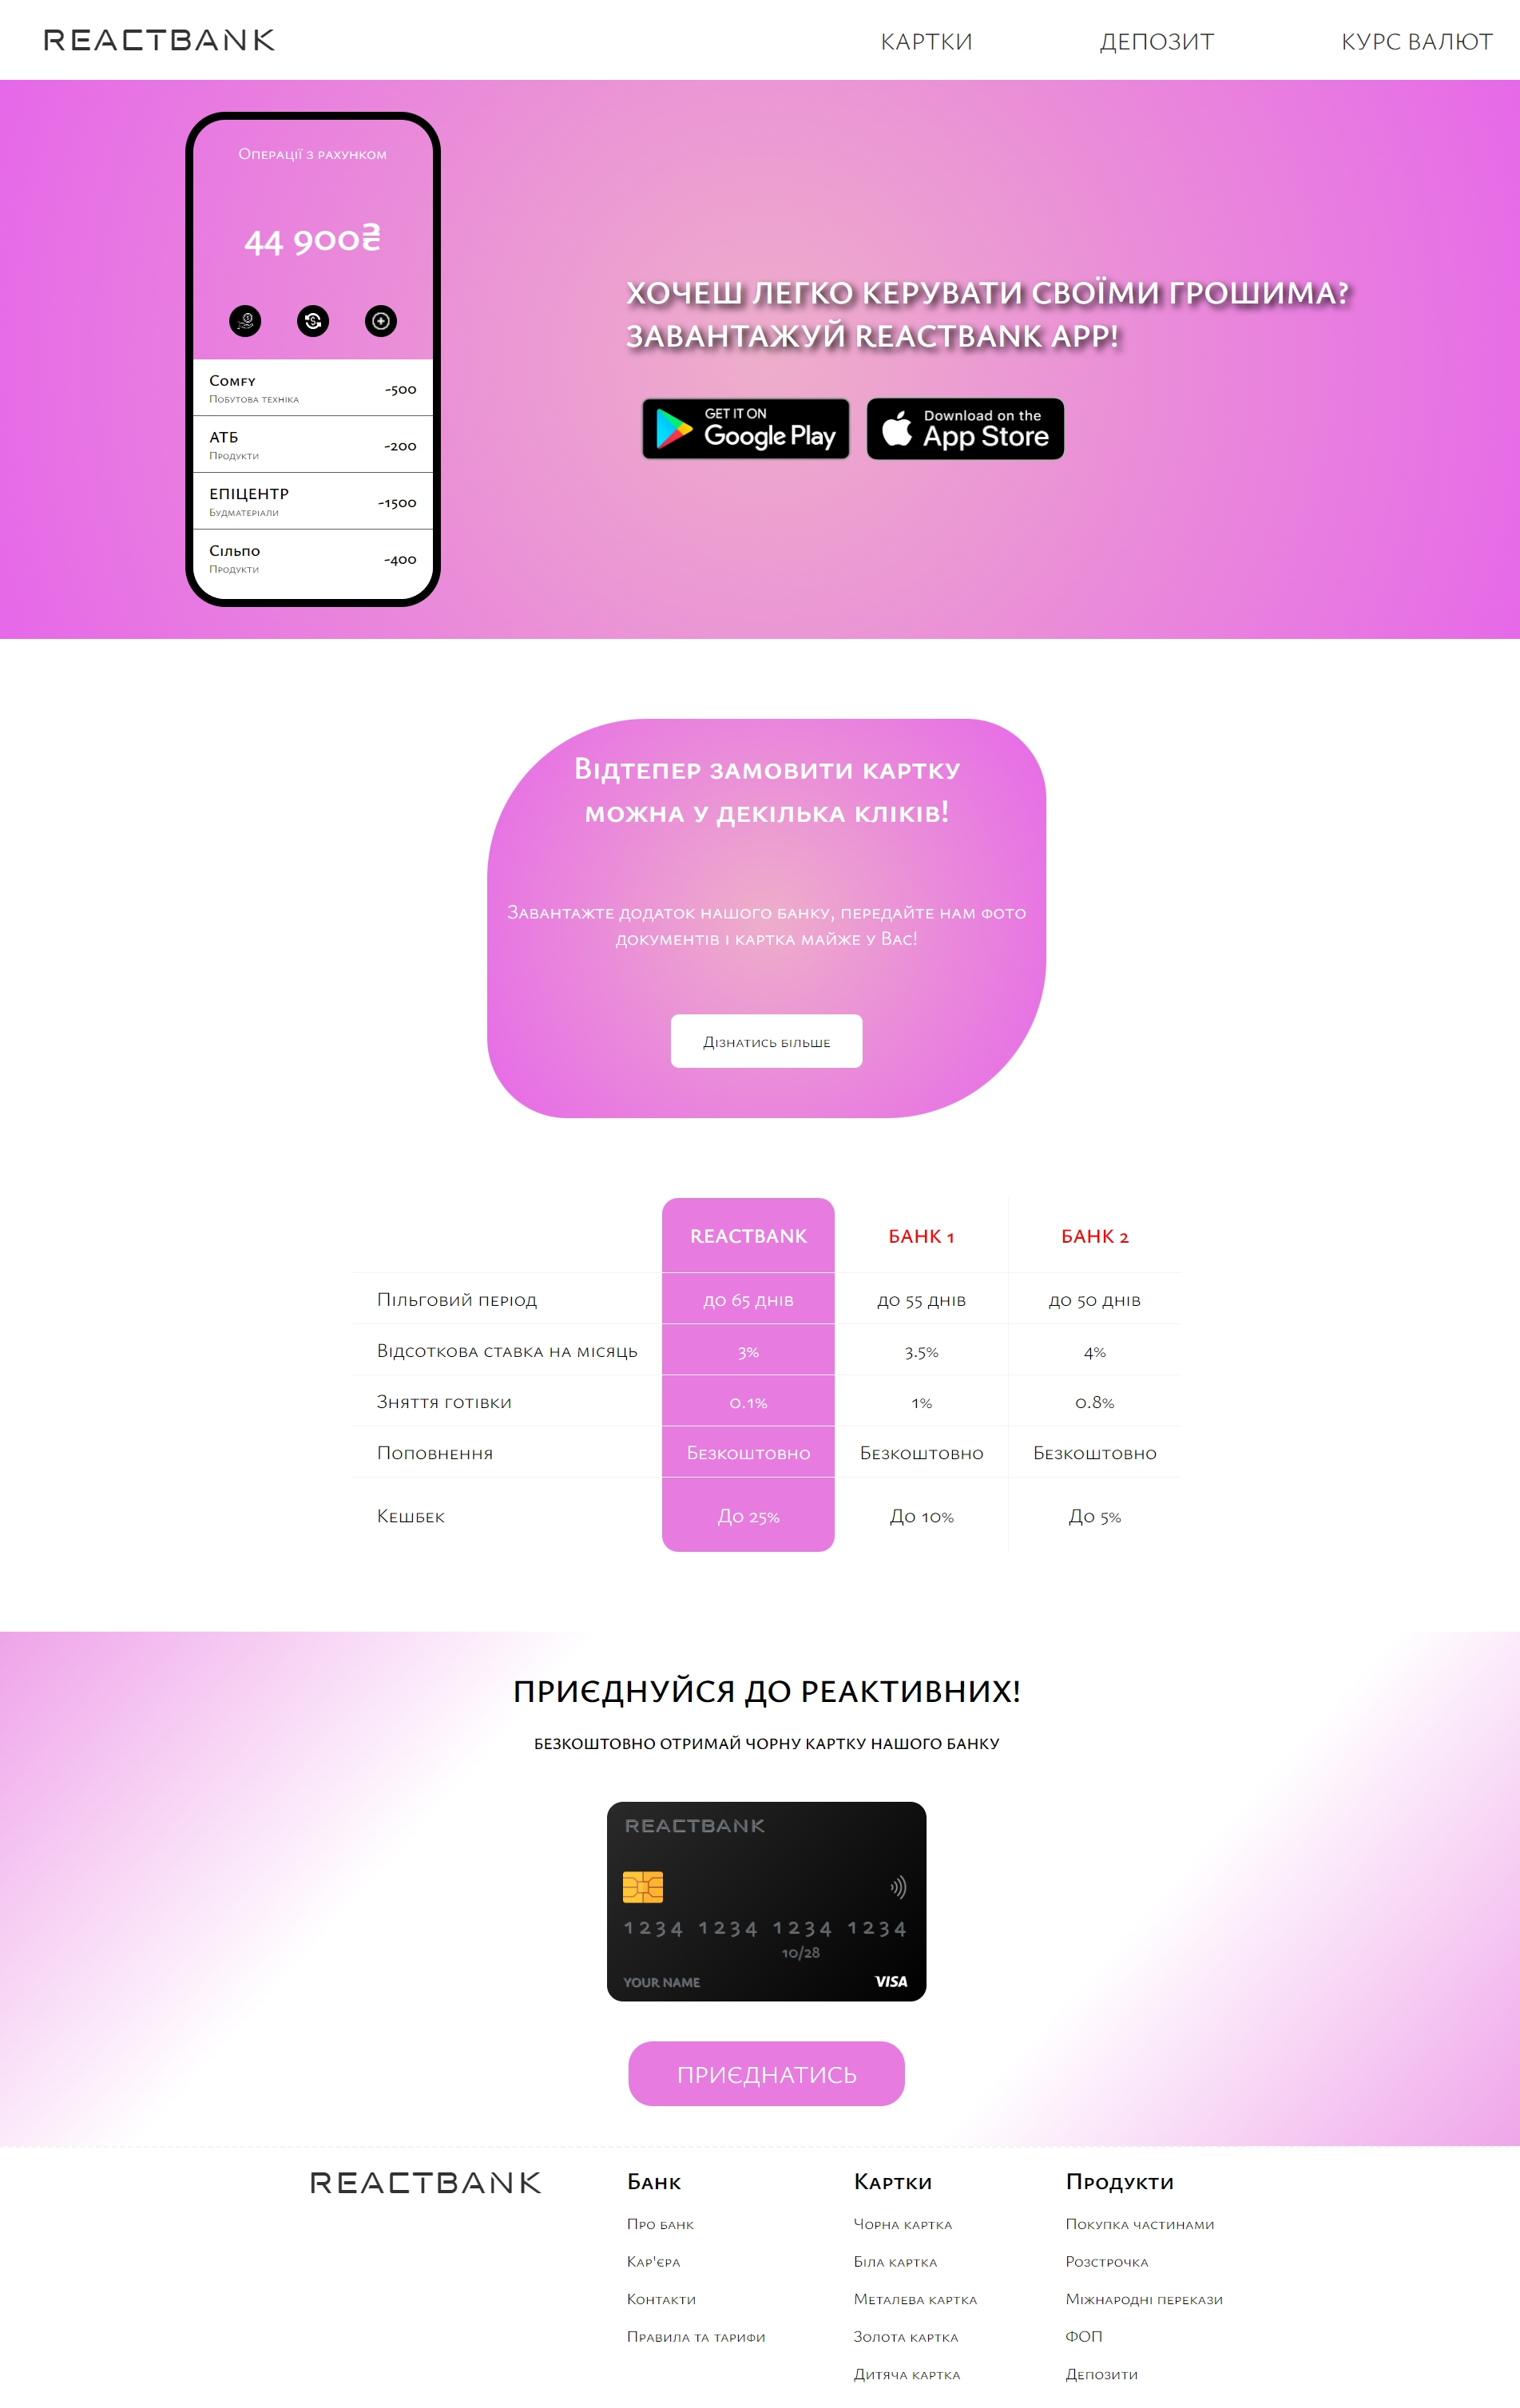 REACTBANK
КАРТКИ ДЕПОЗИТ КУРС ВАЛЮТ
Операції з рахунком
44 900₴
Comfy
Побутова техніка
-500
АТБ
Продукти
-200
ЕПІЦЕНТР
Будматеріали
-1500
Сільпо
Продукти
-400
ХОЧЕШ ЛЕГКО КЕРУВАТИ СВОЇМИ ГРОШИМА?
ЗАВАНТАЖУЙ REACTBANK APP!
GET IT ON
Google Play
Download on the
App Store
Відтепер замовити картку
можна у декілька кліків!
Завантажте додаток нашого банку, передайте нам фото
документів і картка майже у Вас!
Дізнатись більше
REACTBANK БАНК 1 БАНК 2
Пільговий період до 65 днів до 55 днів до 50 днів
Відсоткова ставка на місяць 3% 3.5% 4%
Зняття готівки 0.1% 1% 0.8%
Поповнення Безкоштовно Безкоштовно Безкоштовно
Кешбек До 25% До 10% До 5%
ПРИЄДНУЙСЯ ДО РЕАКТИВНИХ!
БЕЗКОШТОВНО ОТРИМАЙ ЧОРНУ КАРТКУ НАШОГО БАНКУ
REACTBANK
1234 1234 1234 1234
10/28
YOUR NAME
VISA
ПРИЄДНАТИСЬ
REACTBANK
Банк
Про банк
Кар'єра
Контакти
Правила та тарифи
Картки
Чорна картка
Біла картка
Металева картка
Золота картка
Дитяча картка
Продукти
Покупка частинами
Розстрочка
Міжнародні перекази
ФОП
Депозити